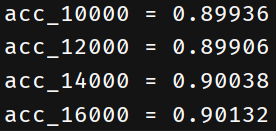 acc_10000 = 0.89936
acc_12000 = 0.89906
acc_14000 = 0.90038
acc_16000 = 0.90132